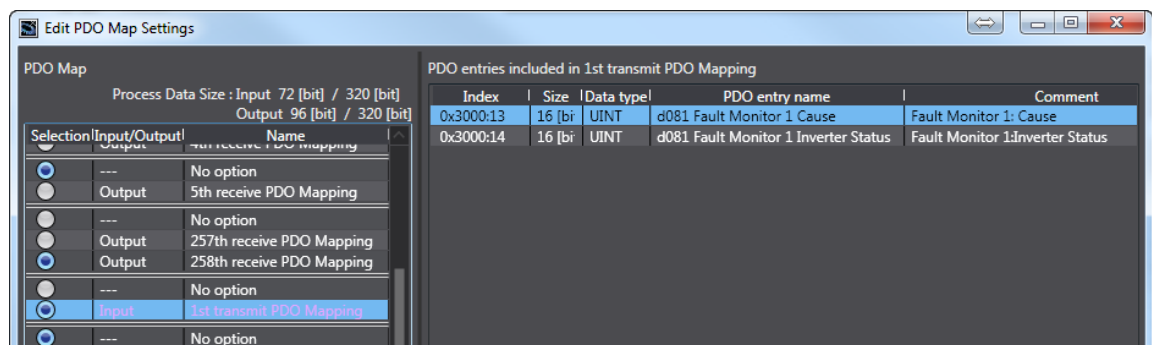 Edit PDO Map Settings
PDO Map
Process Data Size : Input 72 [bit] / 320 [bit]
Output 96 [bit] / 320 [bit]
Selection Input/Output Name
Output 4th receive PDO Mapping
--- No option
Output 5th receive PDO Mapping
--- No option
Output 257th receive PDO Mapping
Output 258th receive PDO Mapping
--- No option
Input 1st transmit PDO Mapping
--- No option
PDO entries included in 1st transmit PDO Mapping
Index Size Data type PDO entry name Comment
0x3000:13 16 [bi UINT d081 Fault Monitor 1 Cause Fault Monitor 1: Cause
0x3000:14 16 [bi UINT d081 Fault Monitor 1 Inverter Status Fault Monitor 1:Inverter Status